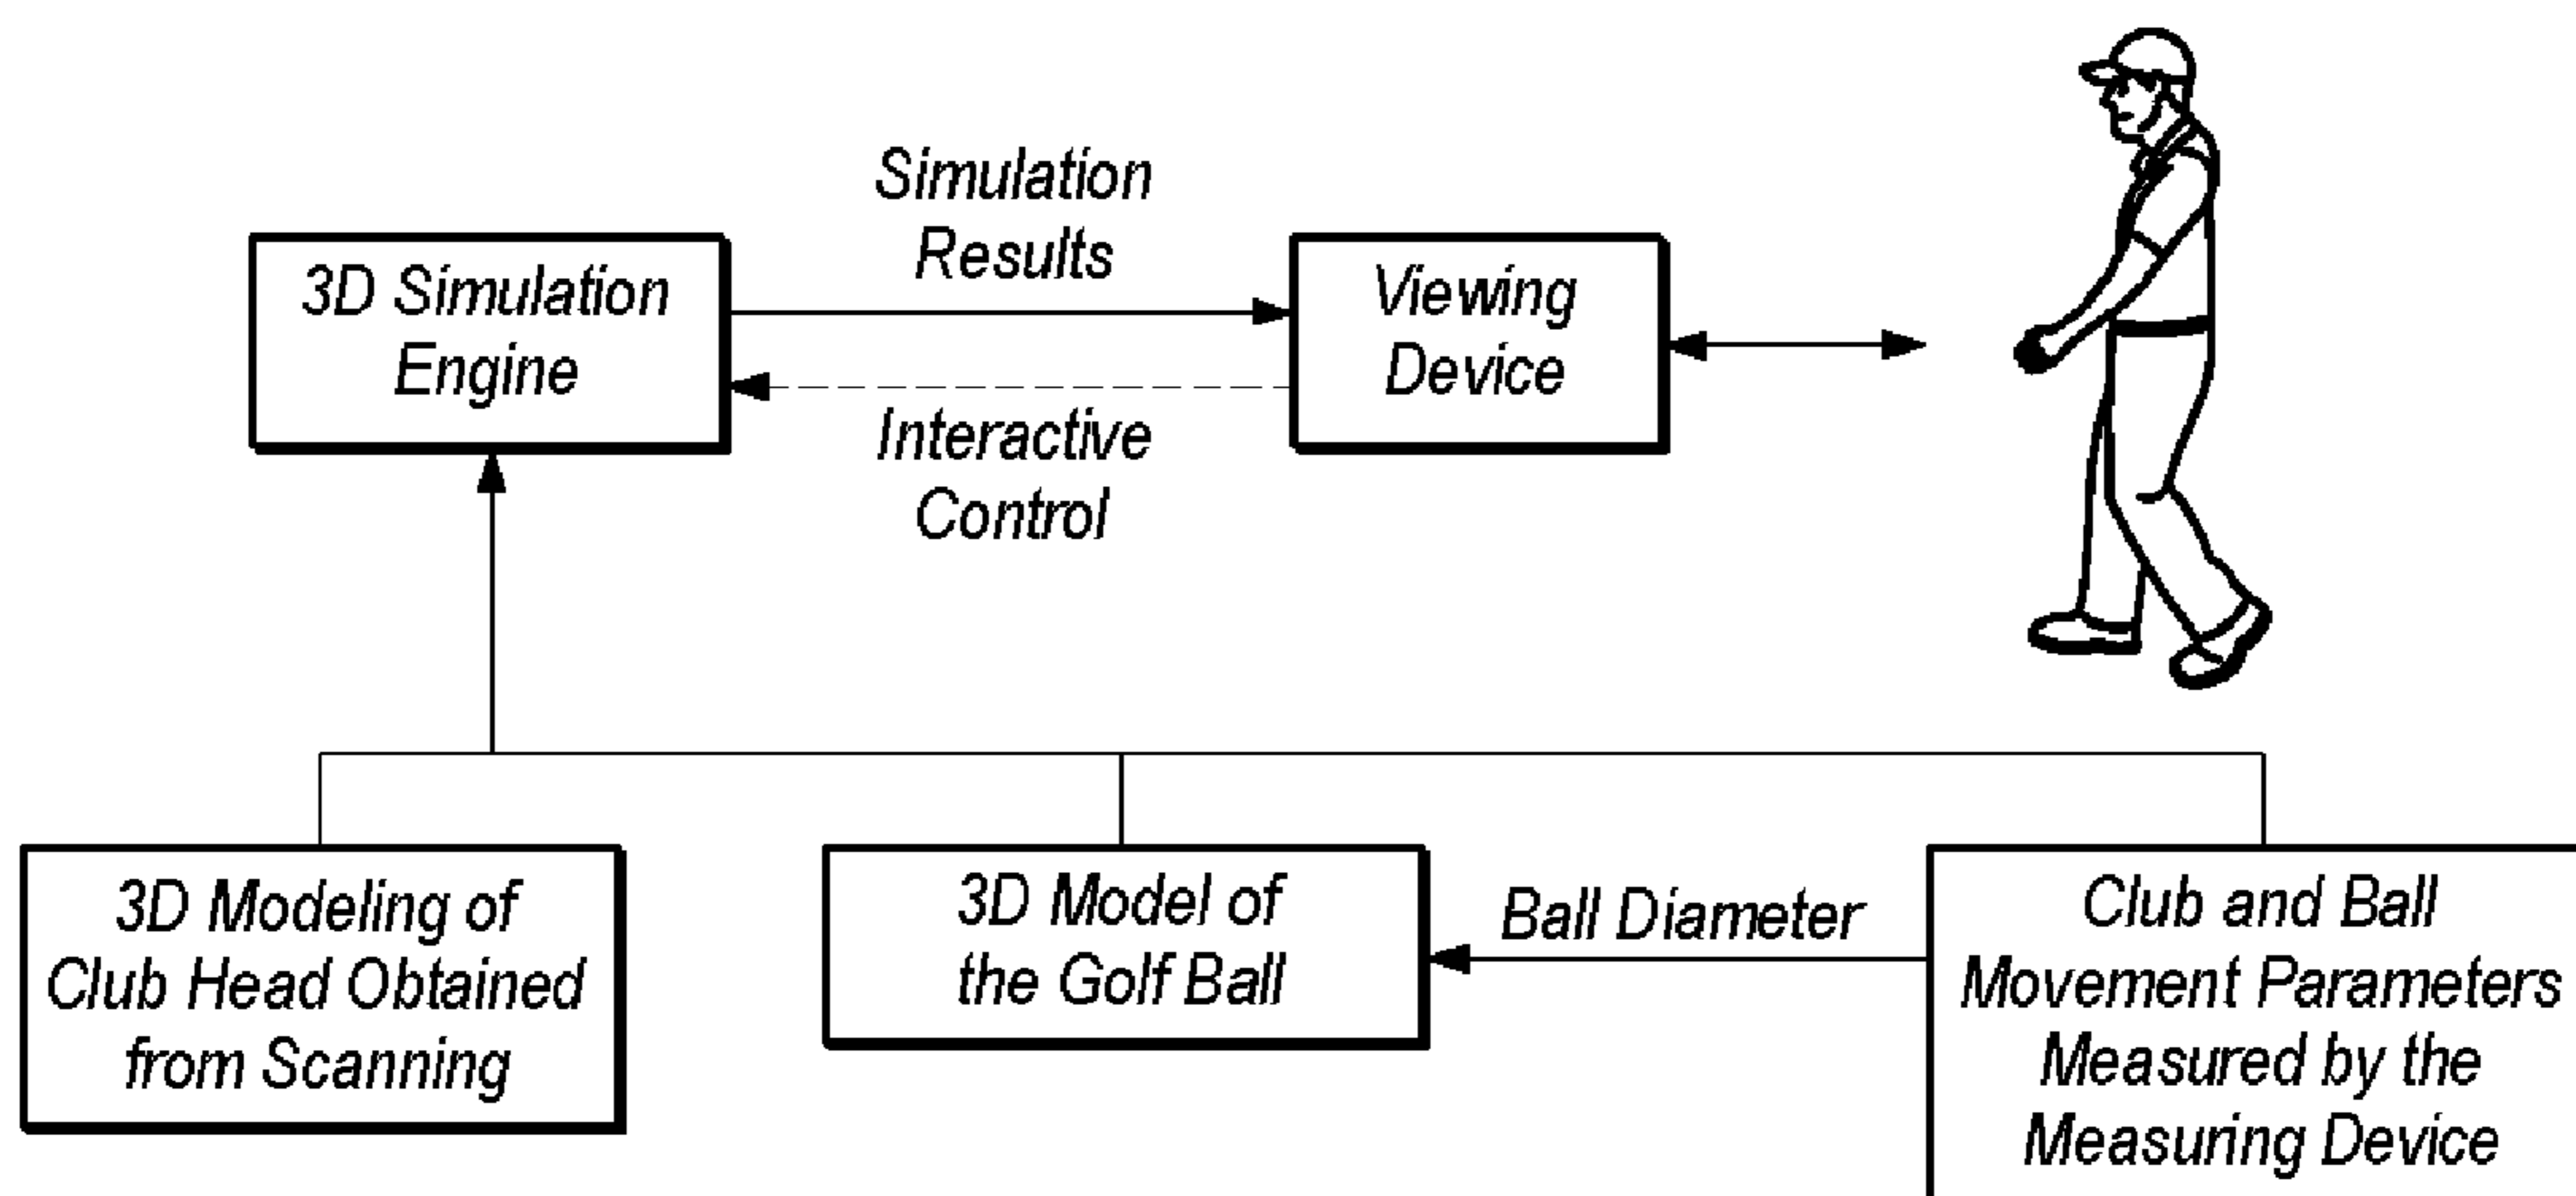 Simulation
Results
3D Simulation
Engine
Viewing
Device
Interactive
Control
3D Modeling of
Club Head Obtained
from Scanning
3D Model of
the Golf Ball
Ball Diameter
Club and Ball
Movement Parameters
Measured by the
Measuring Device